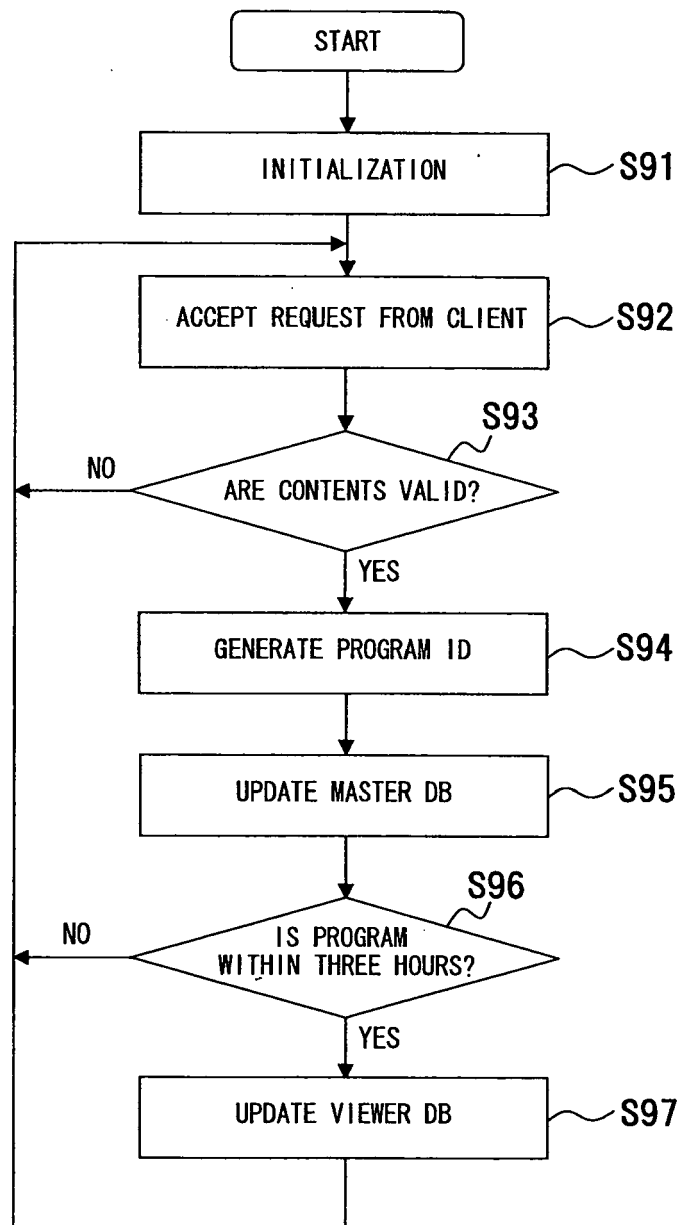 START
INITIALIZATION
S91
ACCEPT REQUEST FROM CLIENT
S92
S93
NO
ARE CONTENTS VALID?
YES
GENERATE PROGRAM ID
S94
UPDATE MASTER DB
S95
S96
NO
IS PROGRAM
WITHIN THREE HOURS?
YES
UPDATE VIEWER DB
S97